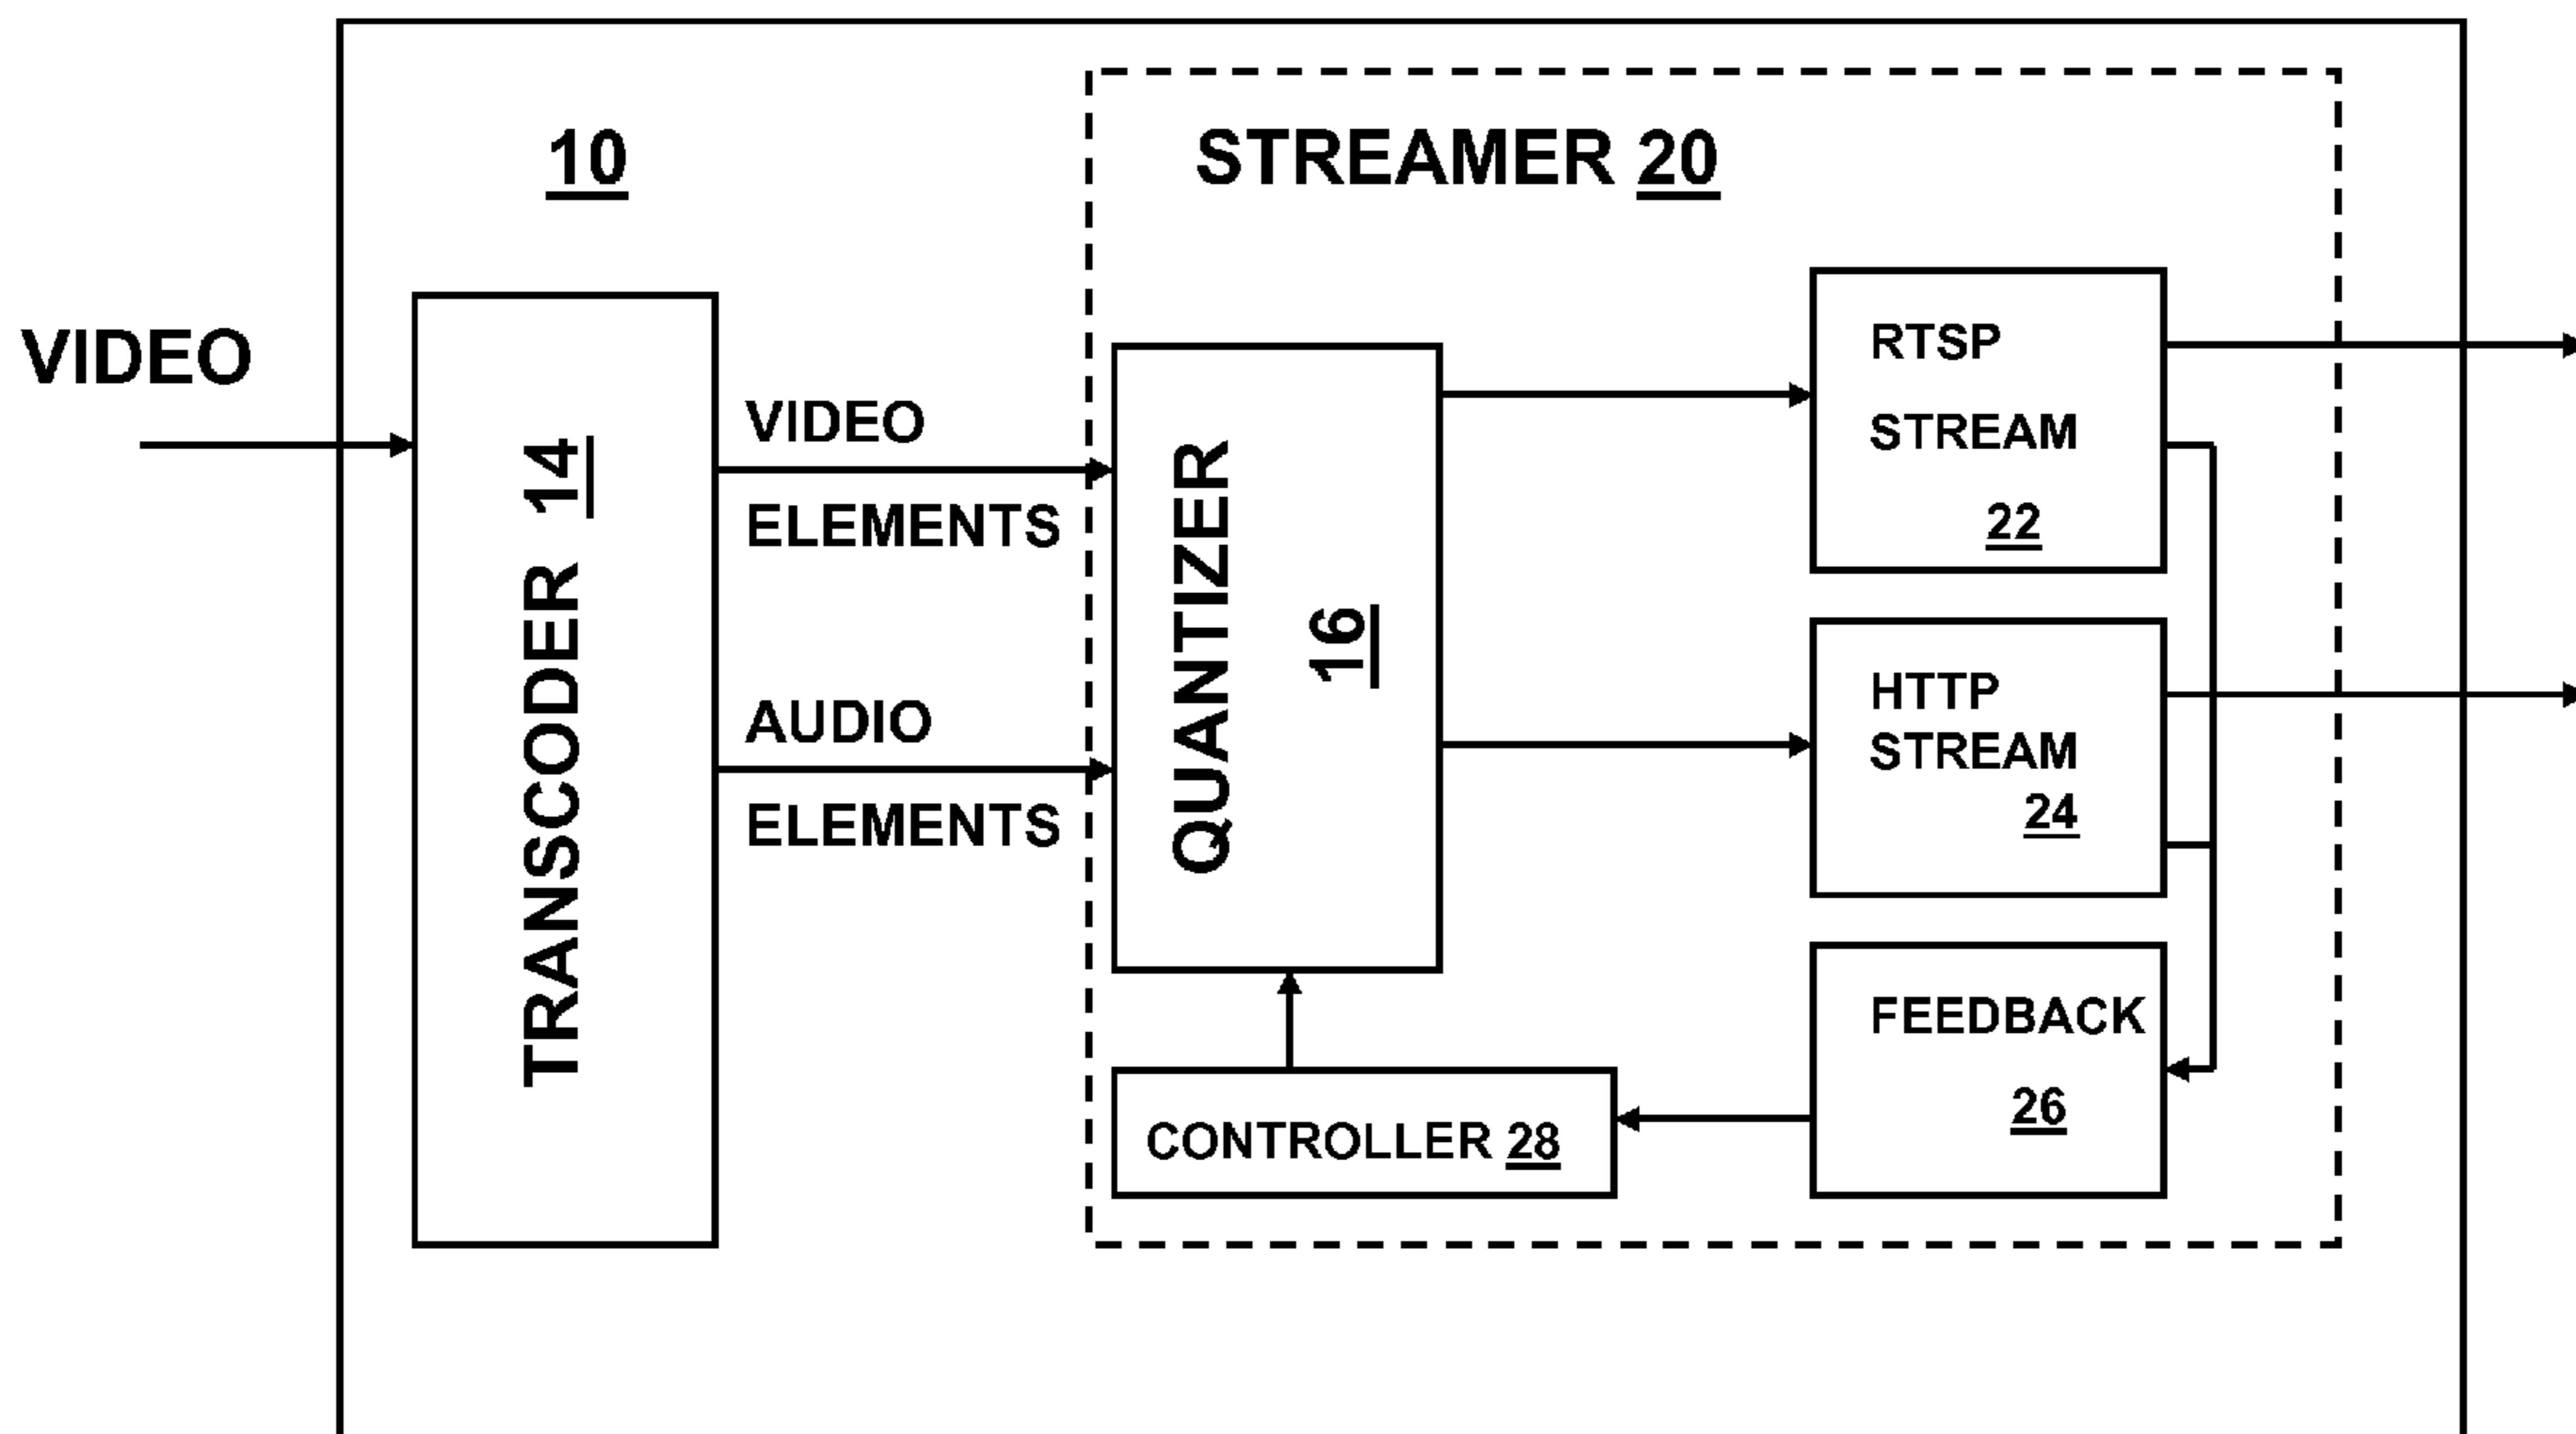 10
STREAMER 20
VIDEO
TRANSCODER 14
VIDEO
ELEMENTS
AUDIO
ELEMENTS
QUANTIZER
16
RTSP
STREAM
22
HTTP
STREAM
24
FEEDBACK
26
CONTROLLER 28